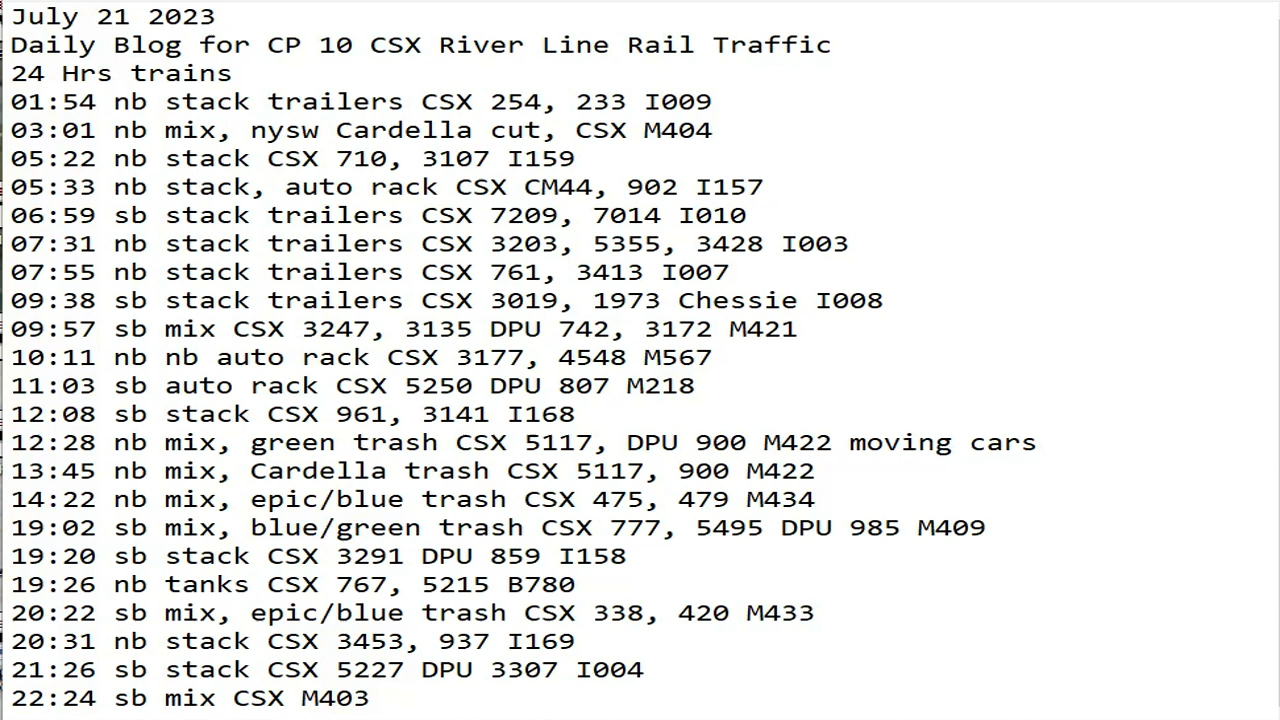 July 21 2023
Daily Blog for CP 10 CSX River Line Rail Traffic
24 Hrs trains
01:54 nb stack trailers CSX 254, 233 I009
03:01 nb mix, nysw Cardella cut, CSX M404
05:22 nb stack CSX 710, 3107 I159
05:33 nb stack, auto rack CSX CM44, 902 I157
06:59 sb stack trailers CSX 7209, 7014 I010
07:31 nb stack trailers CSX 3203, 5355, 3428 I003
07:55 nb stack trailers CSX 761, 3413 I007
09:38 sb stack trailers CSX 3019, 1973 Chessie I008
09:57 sb mix CSX 3247, 3135 DPU 742, 3172 M421
10:11 nb nb auto rack CSX 3177, 4548 M567
11:03 sb auto rack CSX 5250 DPU 807 M218
12:08 sb stack CSX 961, 3141 I168
12:28 nb mix, green trash CSX 5117, DPU 900 M422 moving cars
13:45 nb mix, Cardella trash CSX 5117, 900 M422
14:22 nb mix, epic/blue trash CSX 475, 479 M434
19:02 sb mix, blue/green trash CSX 777, 5495 DPU 985 M409
19:20 sb stack CSX 3291 DPU 859 I158
19:26 nb tanks CSX 767, 5215 B780
20:22 sb mix, epic/blue trash CSX 338, 420 M433
20:31 nb stack CSX 3453, 937 I169
21:26 sb stack CSX 5227 DPU 3307 I004
22:24 sb mix CSX M403